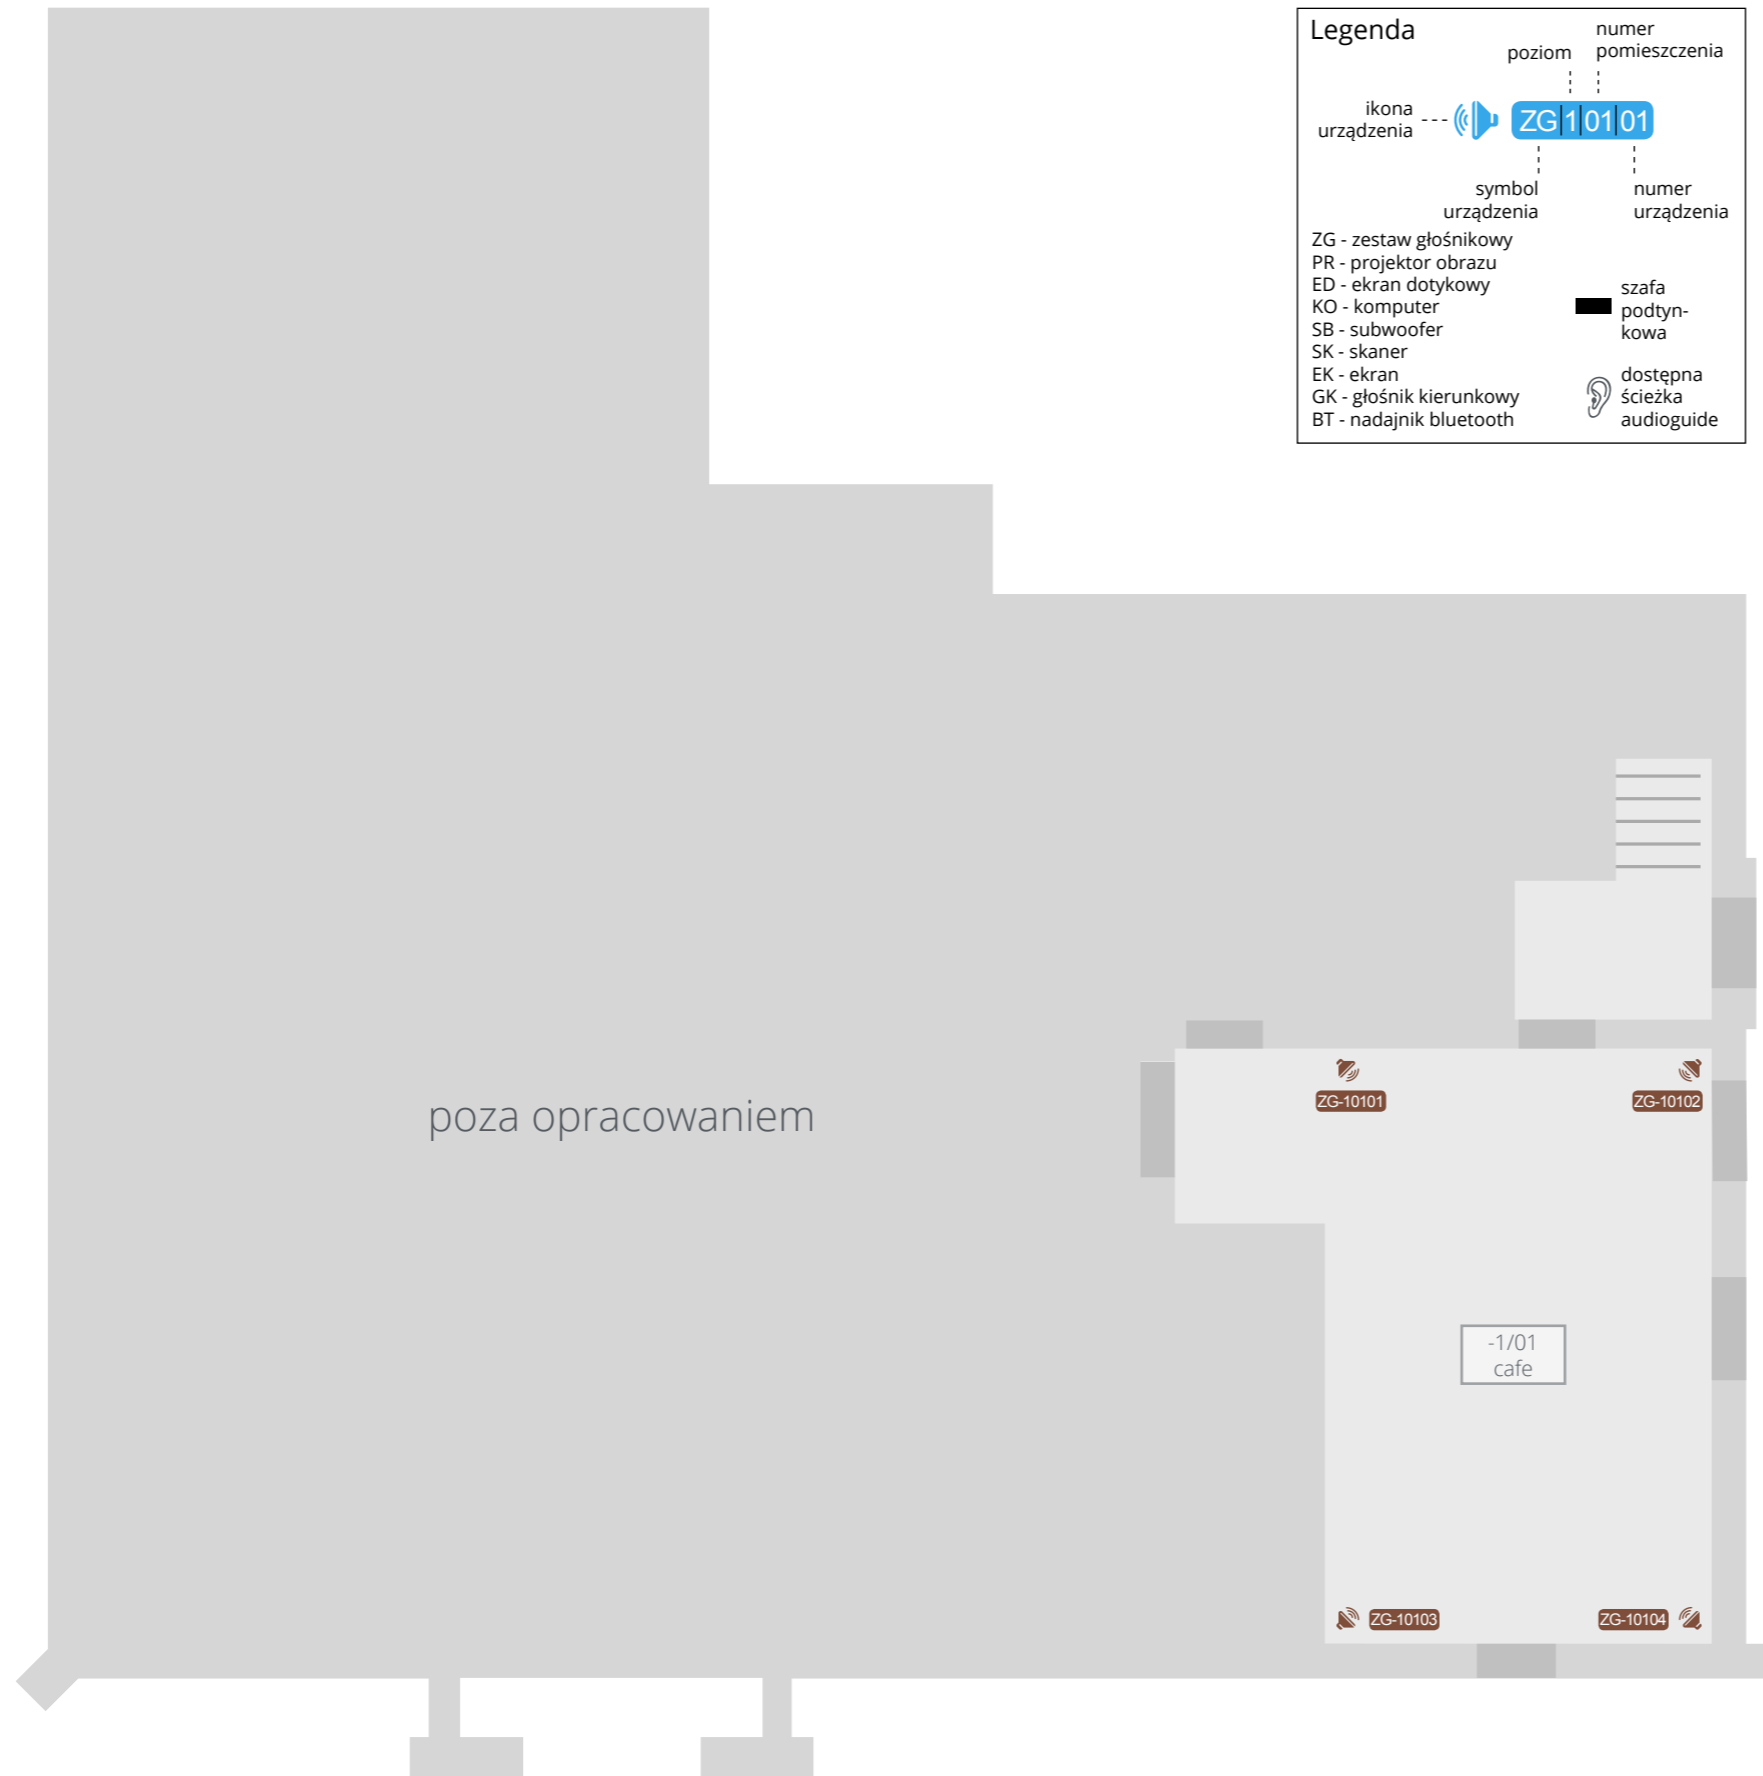 Legenda
poziom
numer
pomieszczenia
ikona
urządzenia
ZG 1 01 01
symbol
urządzenia
numer
urządzenia
ZG - zestaw głośnikowy
PR - projektor obrazu
ED - ekran dotykowy
KO - komputer
SB - subwoofer
SK - skaner
EK - ekran
GK - głośnik kierunkowy
BT - nadajnik bluetooth
szafa
podtyn-
kowa
dostępna
ścieżka
audioguide
poza opracowaniem
ZG-10101
ZG-10102
-1/01
cafe
ZG-10103
ZG-10104